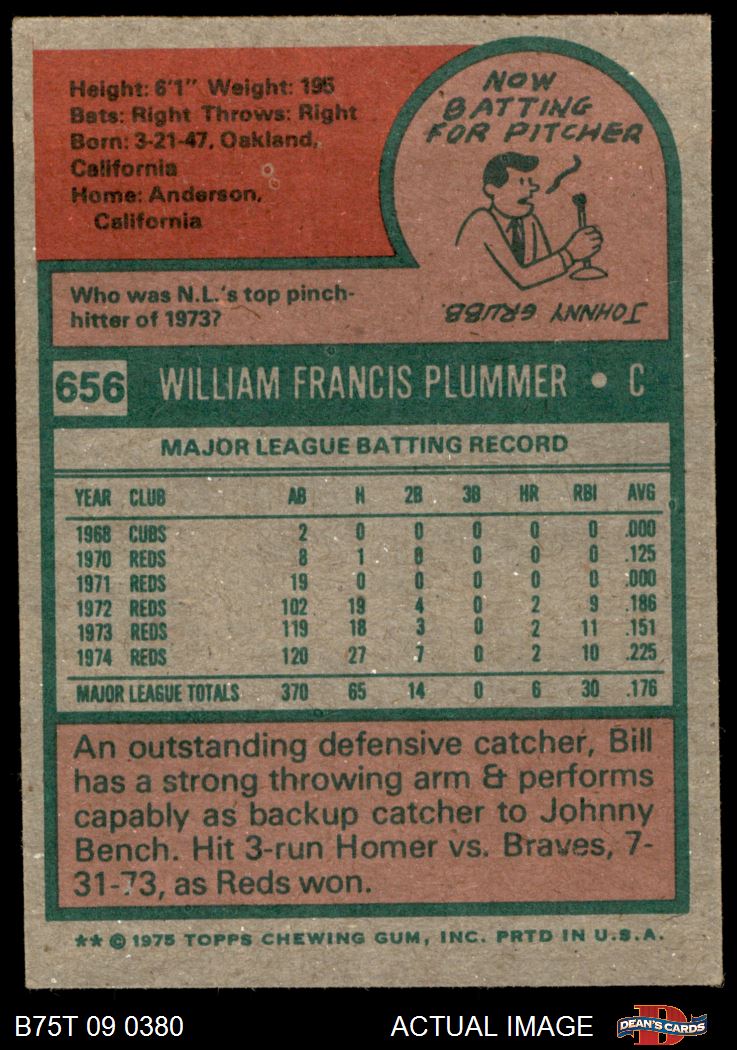 Height: 6'1" Weight: 195
Bats: Right Throws: Right
Born: 3-21-47, Oakland,
California
Home: Anderson,
California
NOW
BATTING
FOR PITCHER
Who was N.L.'s top pinch-
hitter of 1973?
JOHNNY GRUBB.
656 WILLIAM FRANCIS PLUMMER • C
MAJOR LEAGUE BATTING RECORD
YEAR CLUB AB H 2B 3B HR RBI AVG
1968 CUBS 2 0 0 0 0 0 .000
1970 REDS 8 1 0 0 0 0 .125
1971 REDS 19 0 0 0 0 0 .000
1972 REDS 102 19 4 0 2 9 .186
1973 REDS 119 18 3 0 2 11 .151
1974 REDS 120 27 7 0 2 10 .225
MAJOR LEAGUE TOTALS 370 65 14 0 6 30 .176
An outstanding defensive catcher, Bill
has a strong throwing arm & performs
capably as backup catcher to Johnny
Bench. Hit 3-run Homer vs. Braves, 7-
31-73, as Reds won.
** © 1975 TOPPS CHEWING GUM, INC. PRTD IN U.S.A.
B75T 09 0380 ACTUAL IMAGE D DEAN'S CARDS